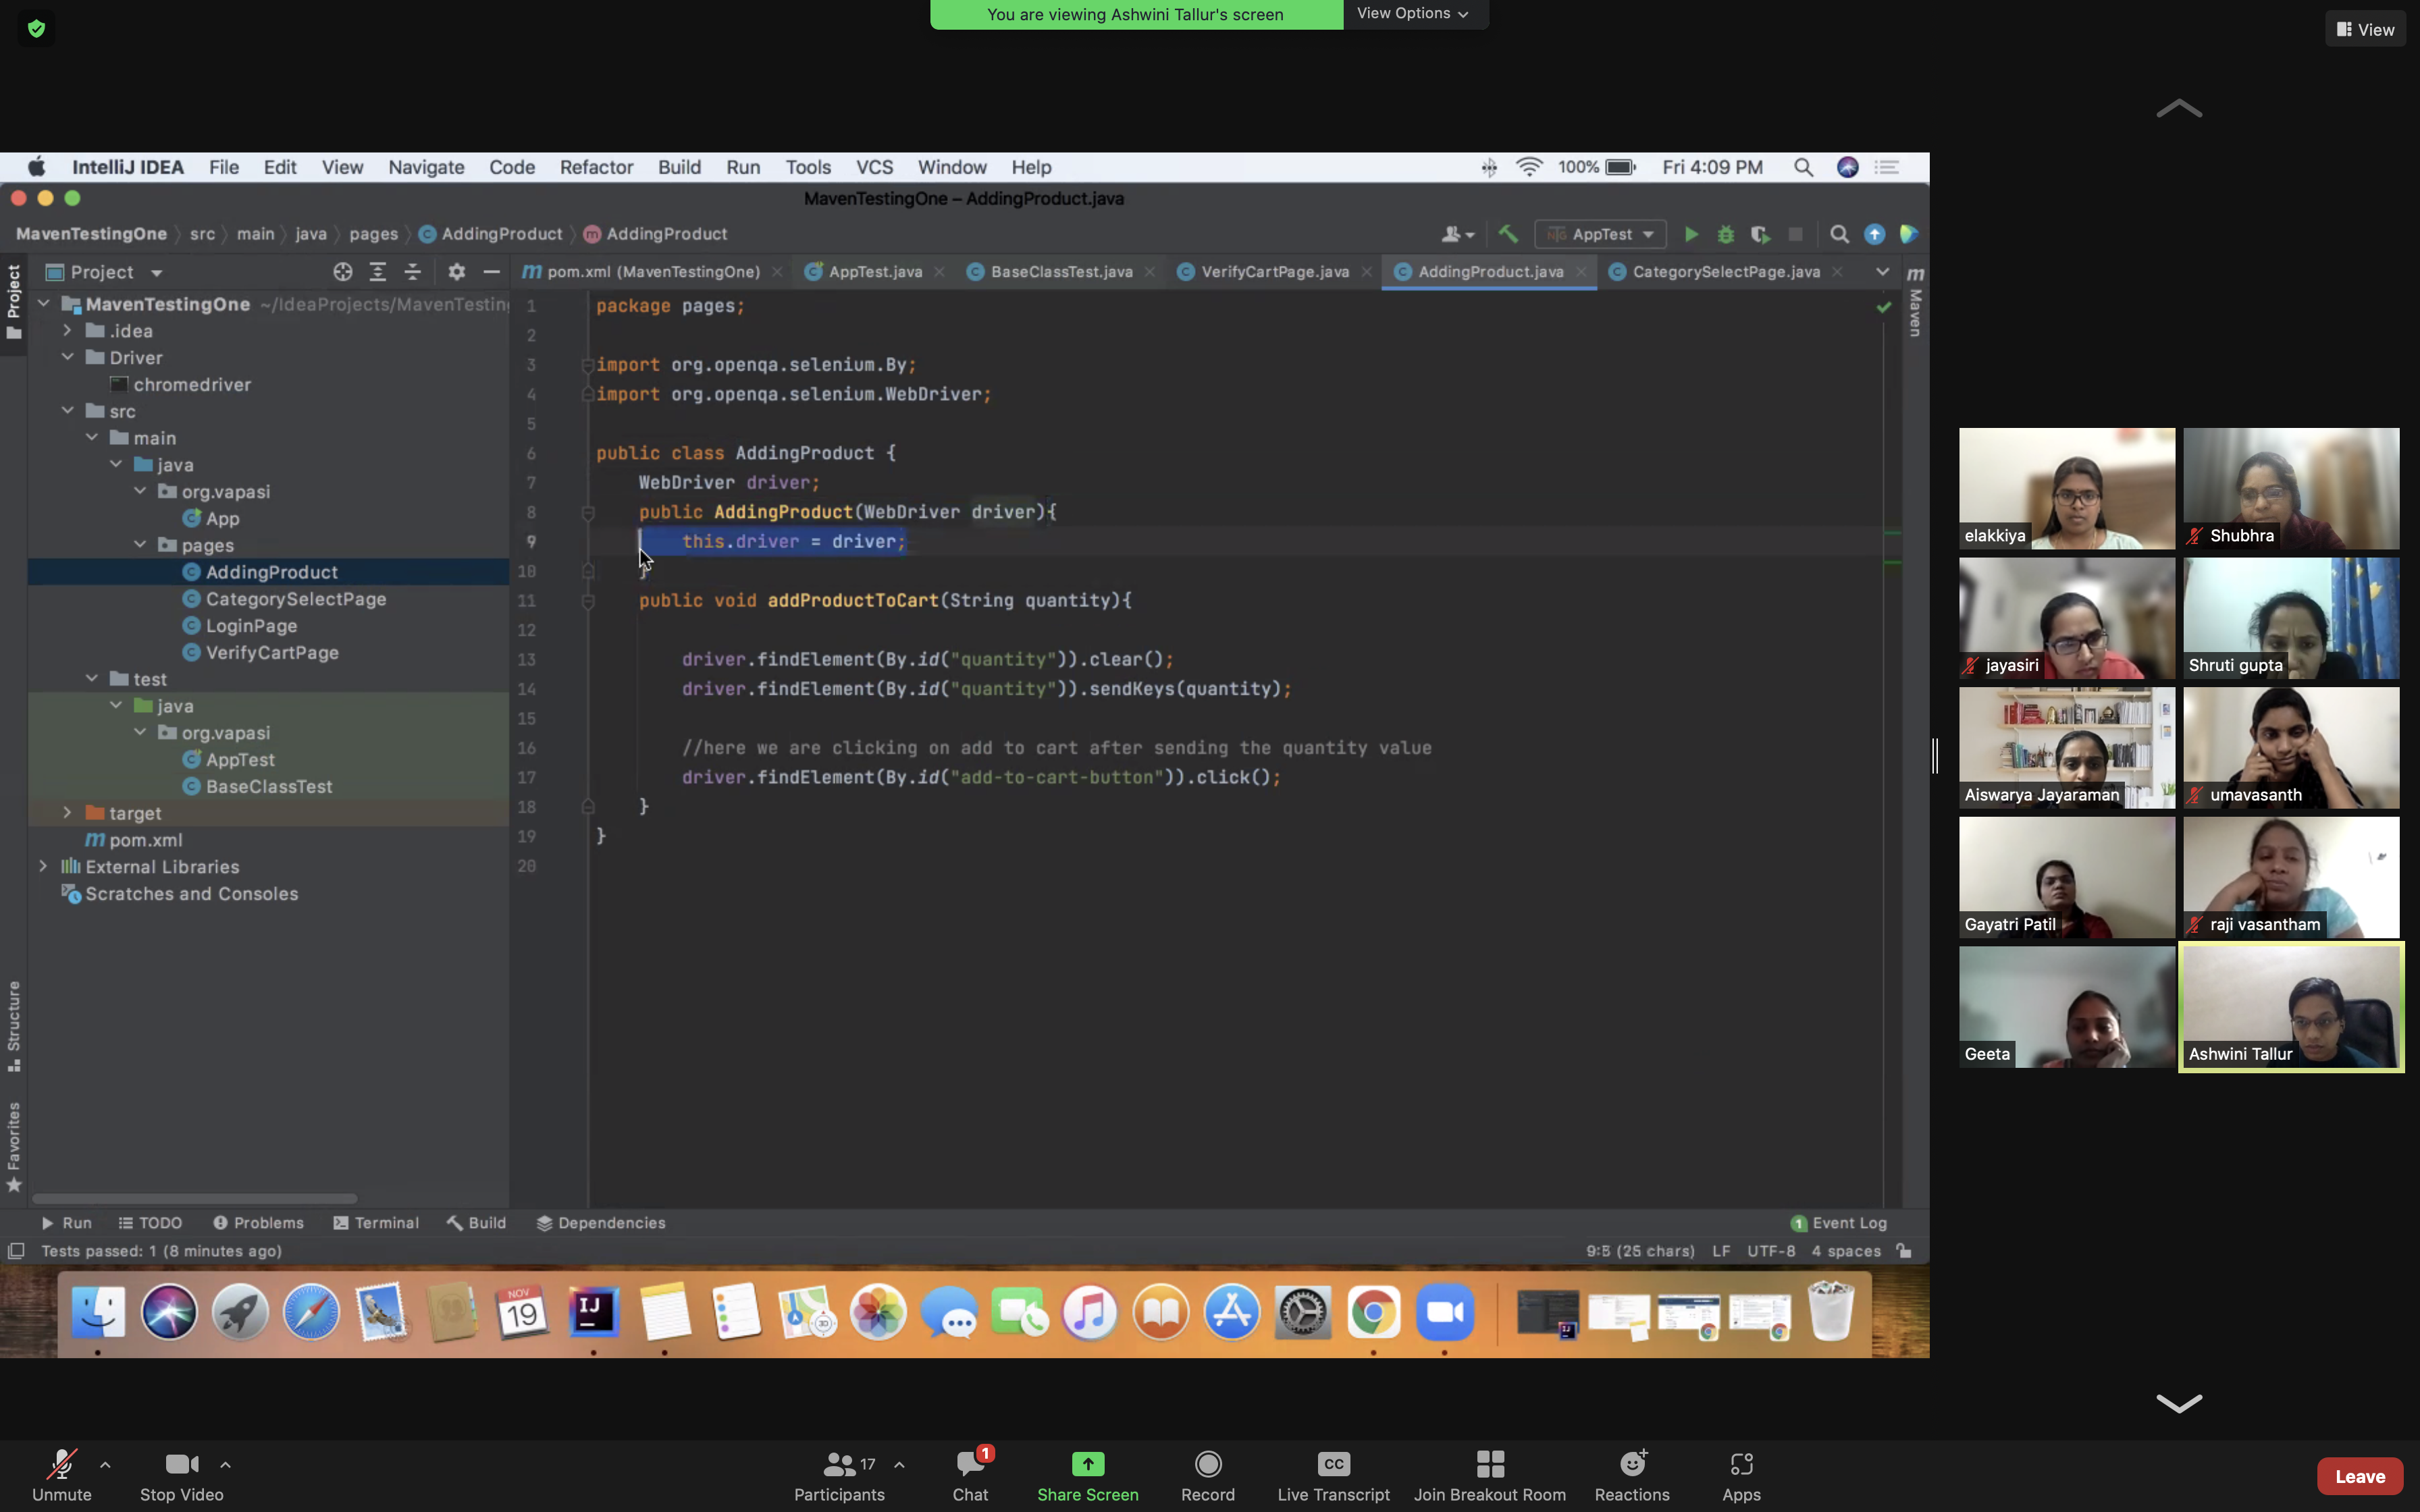 You are viewing Ashwini Tallur's screen
View Options
View
IntelliJ IDEA File Edit View Navigate Code Refactor Build Run Tools VCS Window Help
100% Fri 4:09 PM
MavenTestingOne – AddingProduct.java
MavenTestingOne src main java pages AddingProduct AddingProduct
AppTest
Project
Project
pom.xml (MavenTestingOne) AppTest.java BaseClassTest.java VerifyCartPage.java AddingProduct.java CategorySelectPage.java
Maven
MavenTestingOne ~/IdeaProjects/MavenTesting
.idea
Driver
chromedriver
src
main
java
org.vapasi
App
pages
AddingProduct
CategorySelectPage
LoginPage
VerifyCartPage
test
java
org.vapasi
AppTest
BaseClassTest
target
pom.xml
External Libraries
Scratches and Consoles
Structure
Favorites
1 package pages;
2
3 import org.openqa.selenium.By;
4 import org.openqa.selenium.WebDriver;
5
6 public class AddingProduct {
7 WebDriver driver;
8 public AddingProduct(WebDriver driver){
9 this.driver = driver;
10 }
11 public void addProductToCart(String quantity){
12
13 driver.findElement(By.id("quantity")).clear();
14 driver.findElement(By.id("quantity")).sendKeys(quantity);
15
16 //here we are clicking on add to cart after sending the quantity value
17 driver.findElement(By.id("add-to-cart-button")).click();
18 }
19 }
20
Run TODO Problems Terminal Build Dependencies
1 Event Log
Tests passed: 1 (8 minutes ago)
9:5 (25 chars) LF UTF-8 4 spaces
NOV
19
IJ
elakkiya
Shubhra
jayasiri
Shruti gupta
Aiswarya Jayaraman
umavasanth
Gayatri Patil
raji vasantham
Geeta
Ashwini Tallur
Unmute
Stop Video
17
Participants
1
Chat
Share Screen
Record
CC
Live Transcript
Join Breakout Room
Reactions
Apps
Leave